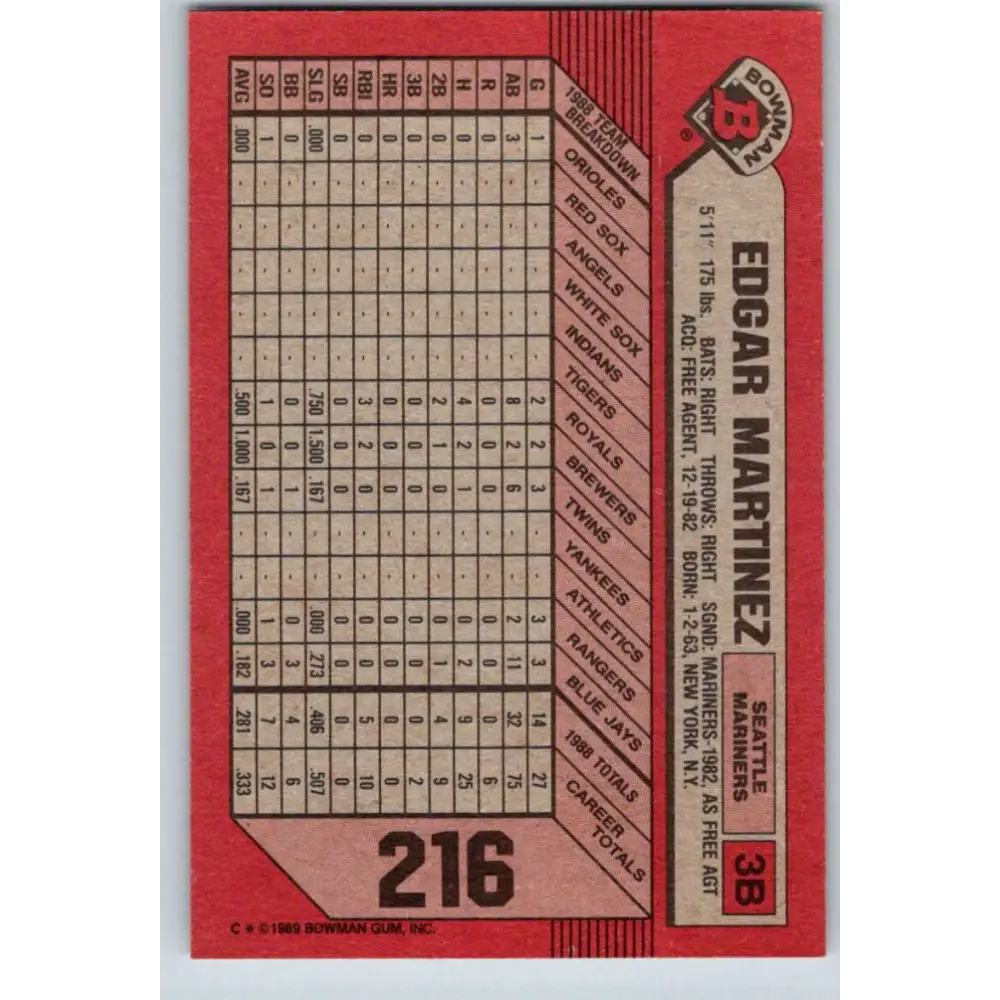 BOWMAN
B
®
EDGAR MARTINEZ
SEATTLE
MARINERS
3B
5'11" 175 lbs. BATS: RIGHT THROWS: RIGHT SGND: MARINERS-1982, AS FREE AGT
ACQ: FREE AGENT, 12-19-82 BORN: 1-2-63, NEW YORK, N.Y.
1988 TEAM
BREAKDOWN
ORIOLES
RED SOX
ANGELS
WHITE SOX
INDIANS
TIGERS
ROYALS
BREWERS
TWINS
YANKEES
ATHLETICS
RANGERS
BLUE JAYS
1988 TOTALS
CAREER
TOTALS
G 1 - - - - - 2 2 3 - - 3 3 14 27
AB 3 - - - - - 8 2 6 - - 2 11 32 75
R 0 - - - - - 0 0 0 - - 0 0 0 6
H 0 - - - - - 4 2 1 - - 0 2 9 25
2B 0 - - - - - 2 1 0 - - 0 1 4 9
3B 0 - - - - - 0 0 0 - - 0 0 0 2
HR 0 - - - - - 0 0 0 - - 0 0 0 0
RBI 0 - - - - - 3 2 0 - - 0 0 5 10
SB 0 - - - - - 0 0 0 - - 0 0 0 0
SLG .000 - - - - - .750 1.500 .167 - - .000 .273 .406 .507
BB 0 - - - - - 0 0 1 - - 0 3 4 6
SO 1 - - - - - 1 0 1 - - 1 3 7 12
AVG .000 - - - - - .500 1.000 .167 - - .000 .182 .281 .333
216
C * ©1989 BOWMAN GUM, INC.